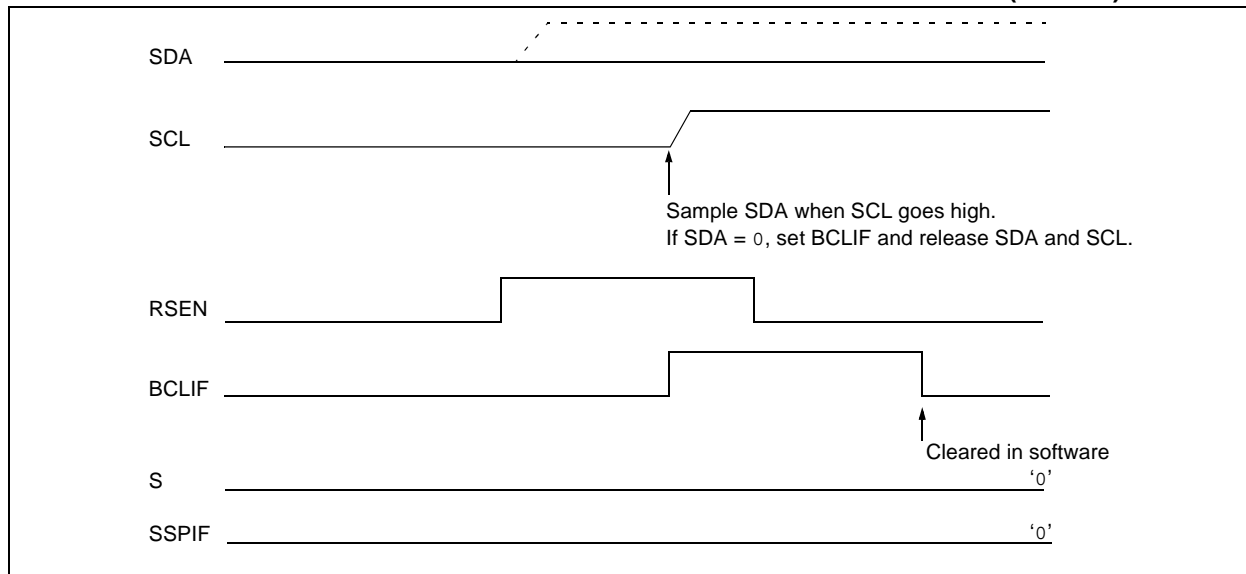 SDA
SCL
Sample SDA when SCL goes high.
If SDA = 0, set BCLIF and release SDA and SCL.
RSEN
BCLIF
Cleared in software
S
‘0’
SSPIF
‘0’